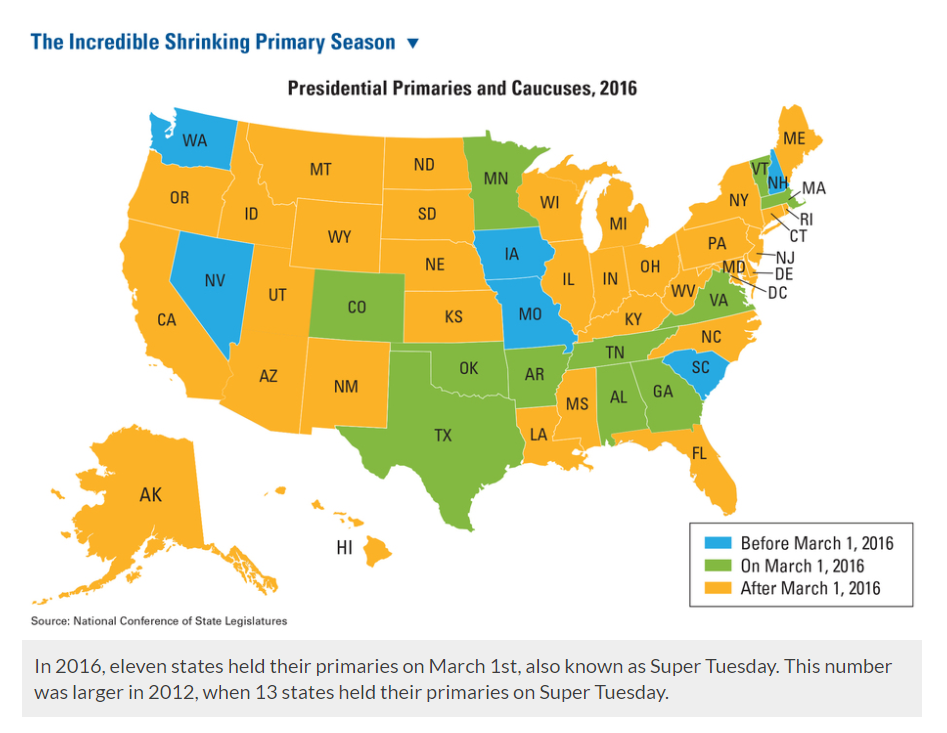 The Incredible Shrinking Primary Season ▼
Presidential Primaries and Caucuses, 2016
WA
MT
ND
MN
ME
VT
NH
MA
OR
ID
SD
WI
MI
NY
RI
CT
WY
IA
PA
NJ
NE
IL
IN
OH
MD
DE
NV
UT
CO
WV
VA
DC
CA
KS
MO
KY
NC
AZ
NM
OK
AR
TN
SC
MS
AL
GA
TX
LA
FL
AK
HI
Before March 1, 2016
On March 1, 2016
After March 1, 2016
Source: National Conference of State Legislatures
In 2016, eleven states held their primaries on March 1st, also known as Super Tuesday. This number
was larger in 2012, when 13 states held their primaries on Super Tuesday.